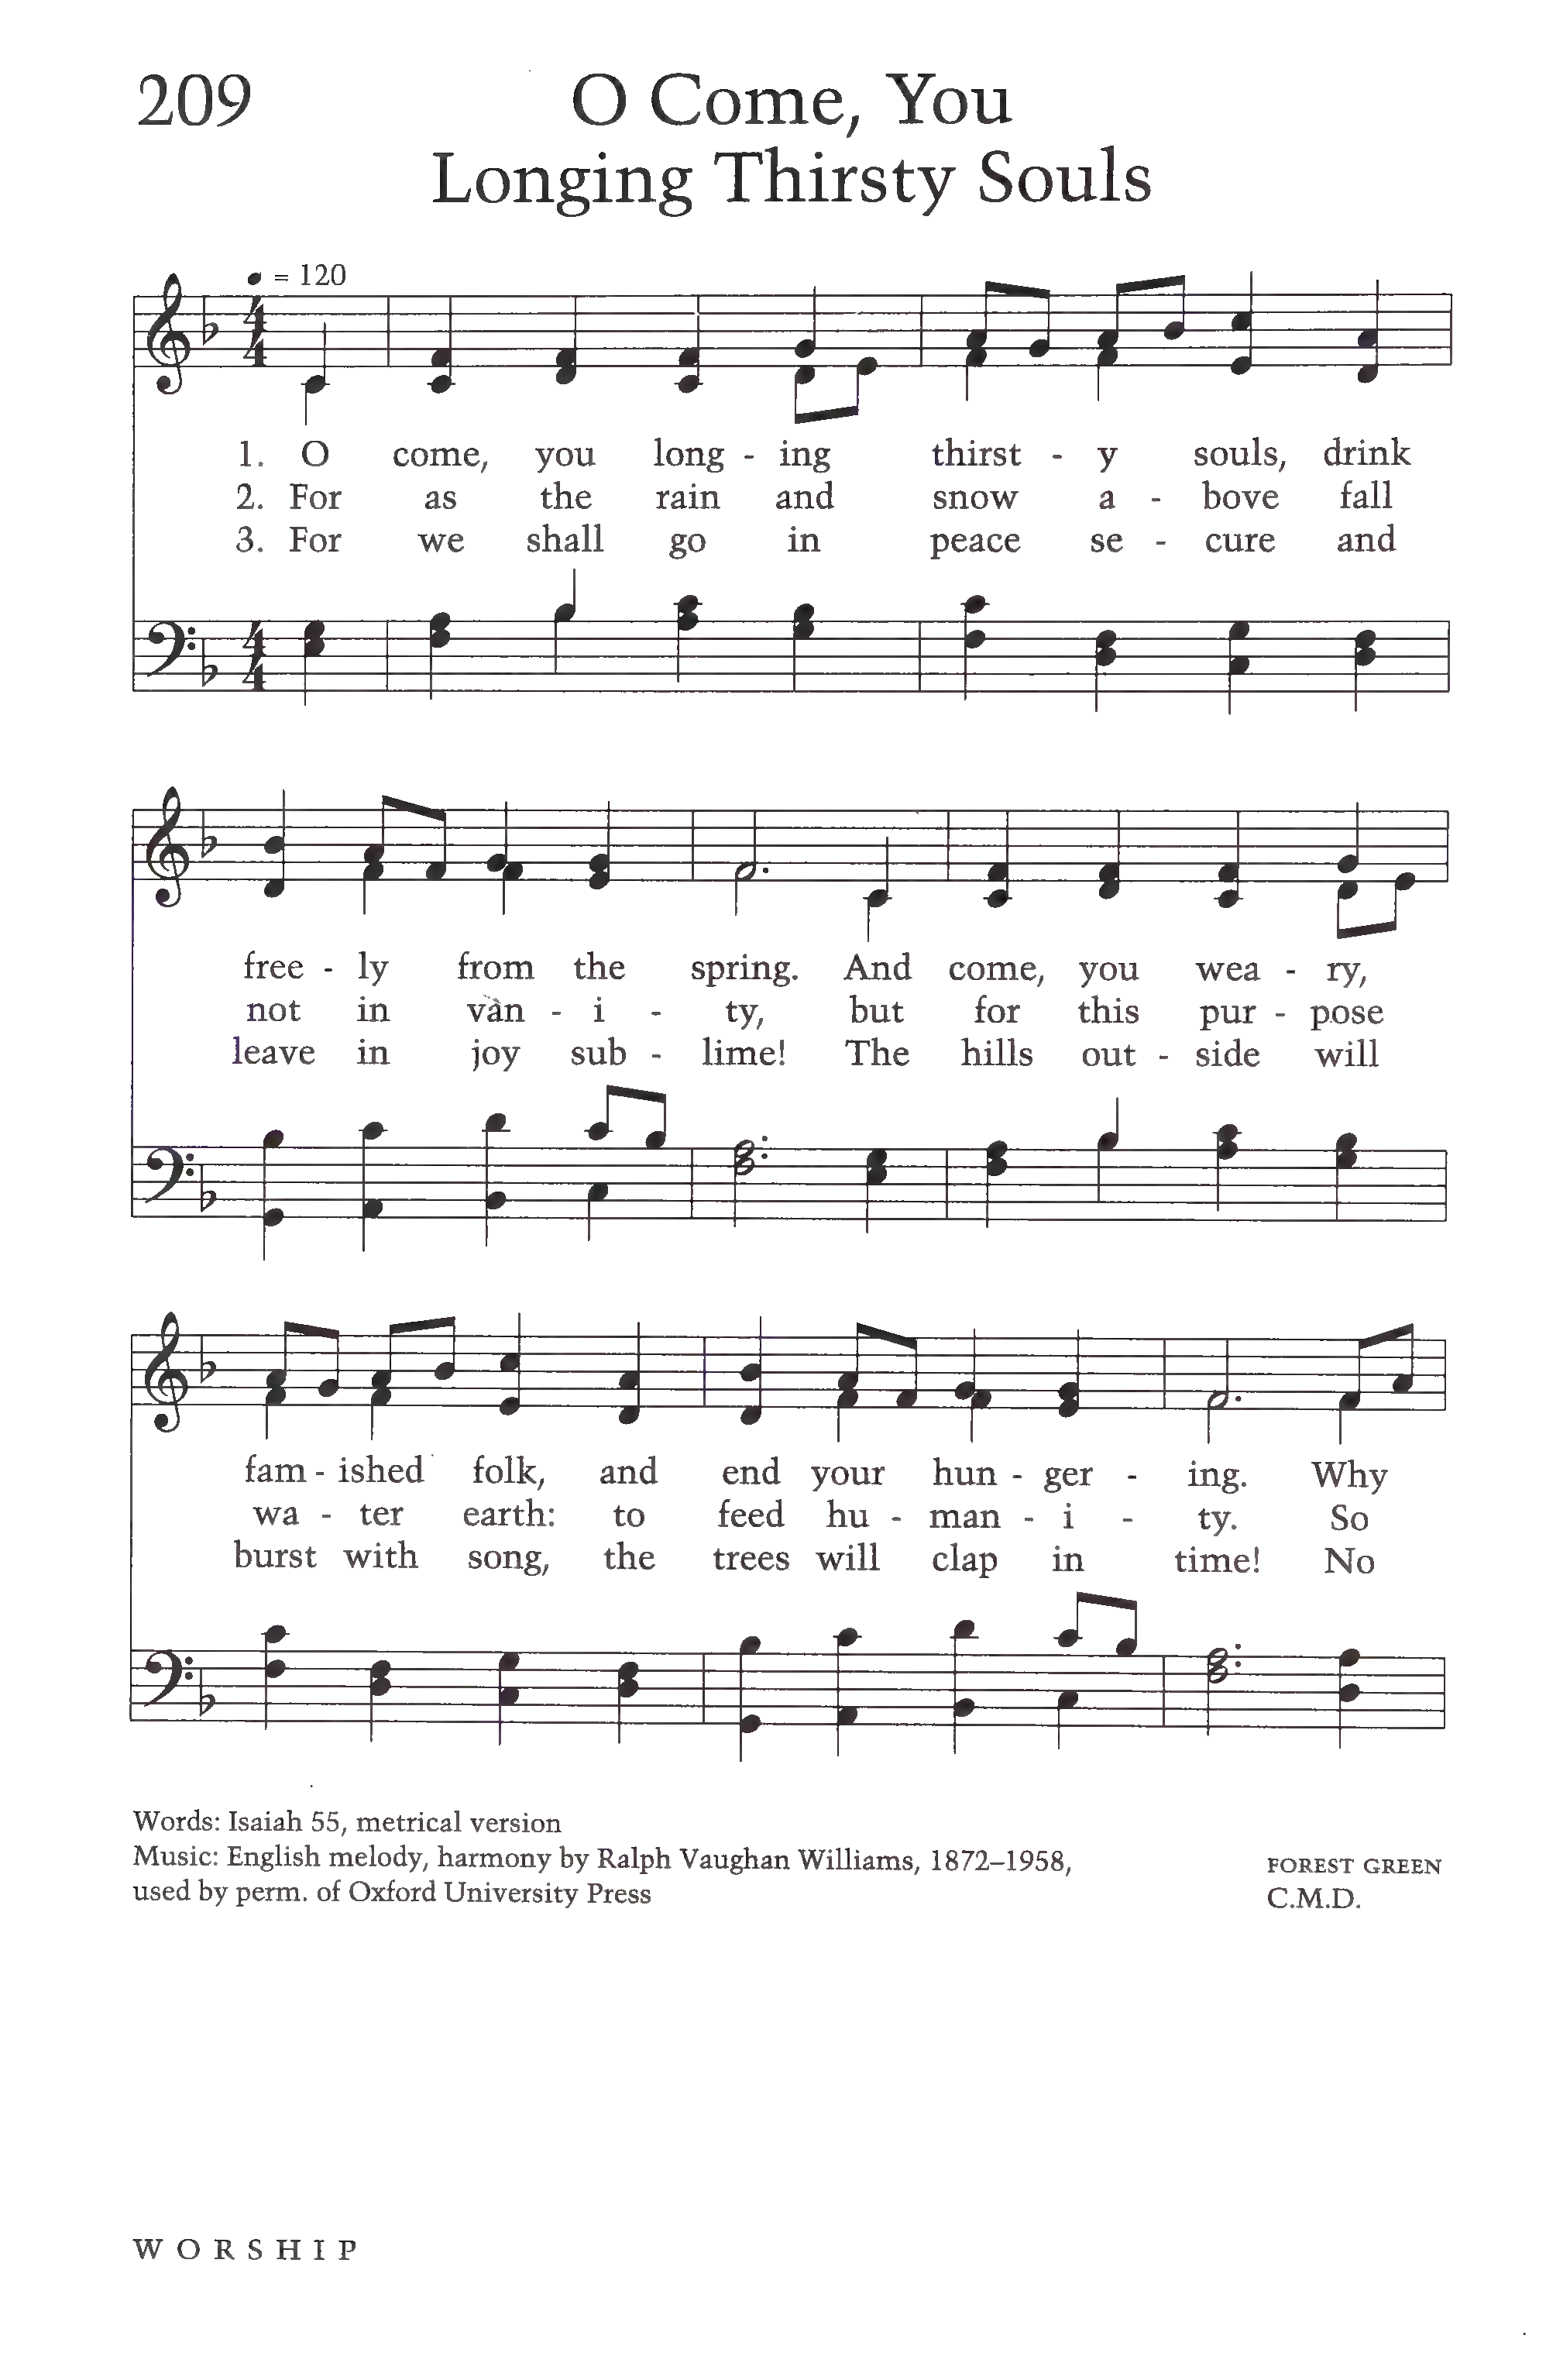 209
O Come, You
Longing Thirsty Souls
= 120
4
4
1. O come, you long - ing thirst - y souls, drink
2. For as the rain and snow a - bove fall
3. For we shall go in peace se - cure and
4
4
free - ly from the spring. And come, you wea - ry,
not in van - i - ty, but for this pur - pose
leave in joy sub - lime! The hills out - side will
fam - ished folk, and end your hun - ger - ing. Why
wa - ter earth: to feed hu - man - i - ty. So
burst with song, the trees will clap in time! No
Words: Isaiah 55, metrical version
Music: English melody, harmony by Ralph Vaughan Williams, 1872–1958,
used by perm. of Oxford University Press
FOREST GREEN
C.M.D.
WORSHIP